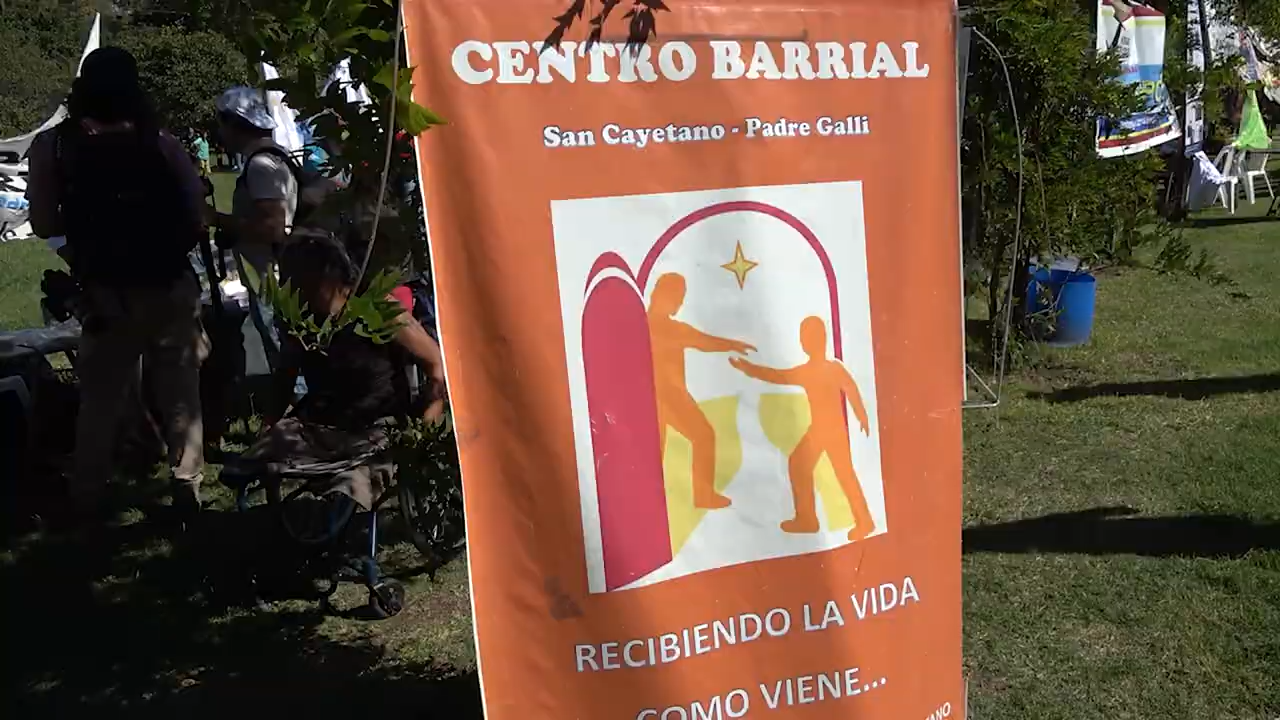 CENTRO BARRIAL
San Cayetano - Padre Galli
RECIBIENDO LA VIDA
COMO VIENE...